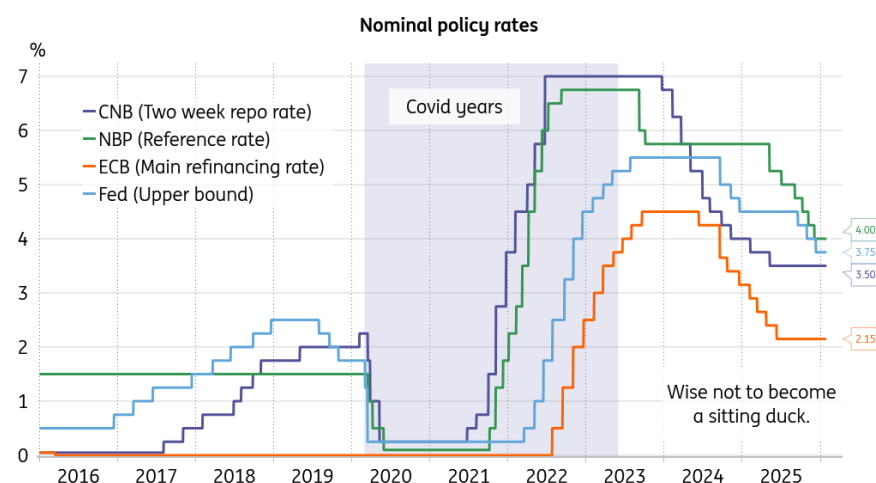 Nominal policy rates
%
7
6
5
4
3
2
1
0
CNB (Two week repo rate)
NBP (Reference rate)
ECB (Main refinancing rate)
Fed (Upper bound)
Covid years
4.00
3.75
3.50
2.15
Wise not to become
a sitting duck.
2016 2017 2018 2019 2020 2021 2022 2023 2024 2025